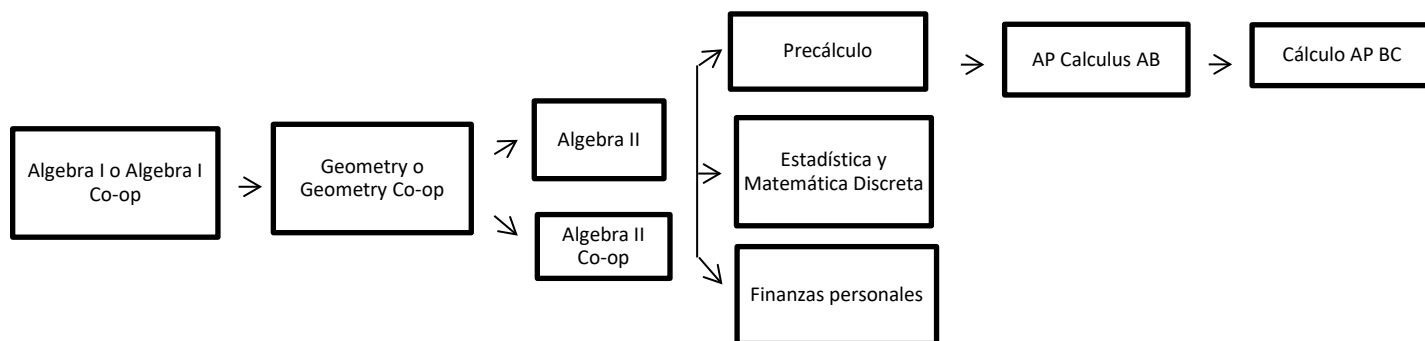 Algebra I o Algebra I
Co-op
Geometry o
Geometry Co-op
Algebra II
Algebra II
Co-op
Precálculo
Estadística y
Matemática Discreta
Finanzas personales
AP Calculus AB
Cálculo AP BC